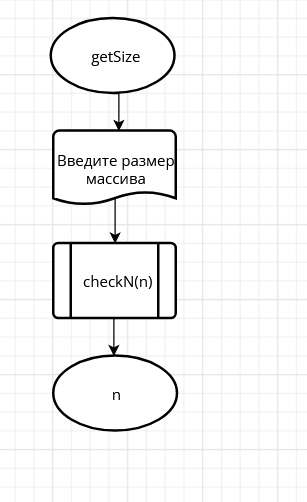 getSize
Введите размер
массива
checkN(n)
n